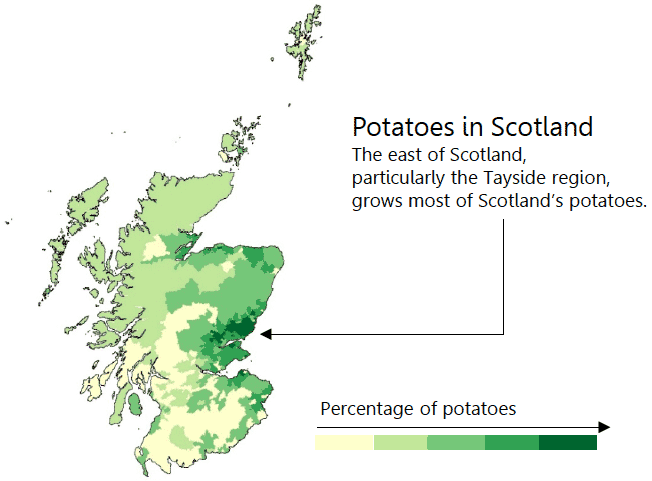 Potatoes in Scotland
The east of Scotland,
particularly the Tayside region,
grows most of Scotland's potatoes.
Percentage of potatoes